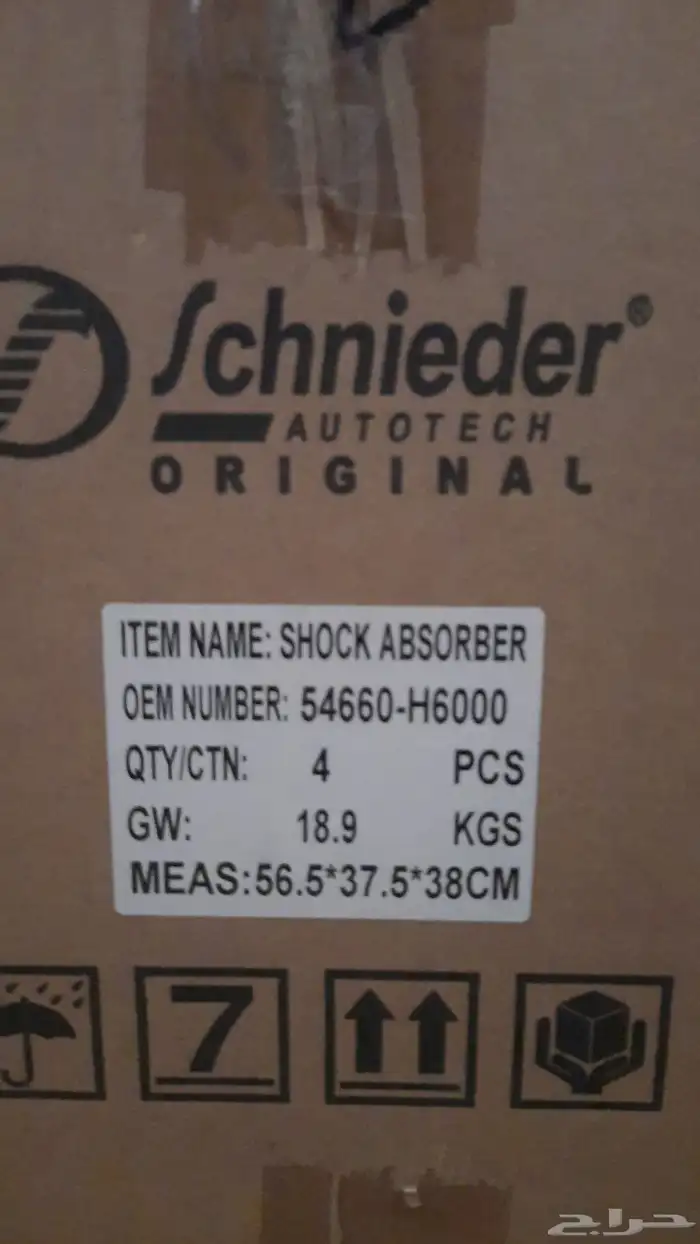 Schnieder®
AUTOTECH
ORIGINAL
ITEM NAME: SHOCK ABSORBER
OEM NUMBER: 54660-H6000
QTY/CTN: 4 PCS
GW: 18.9 KGS
MEAS:56.5*37.5*38CM
7
حراج